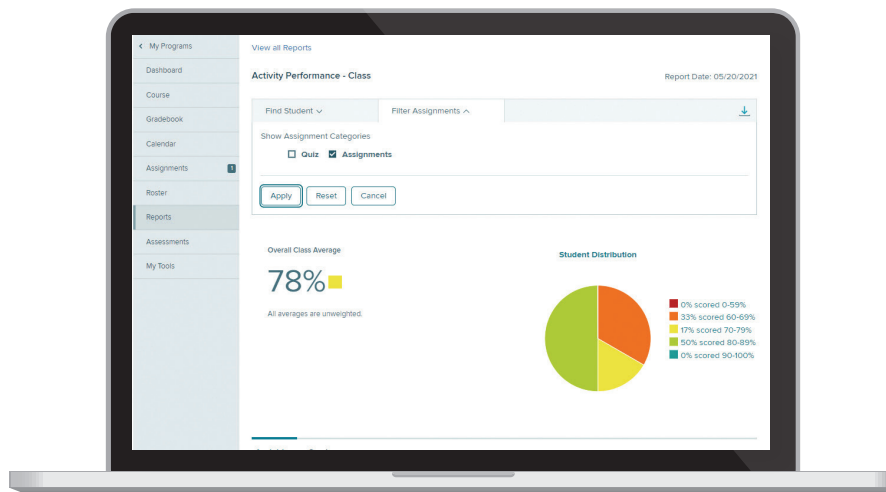 My Programs
Dashboard
Course
Gradebook
Calendar
Assignments 1
Roster
Reports
Assessments
My Tools
View all Reports
Activity Performance - Class
Report Date: 05/20/2021
Find Student
Filter Assignments
Show Assignment Categories
Quiz Assignments
Apply Reset Cancel
Overall Class Average
78%
All averages are unweighted.
Student Distribution
0% scored 0-59%
33% scored 60-69%
17% scored 70-79%
50% scored 80-89%
0% scored 90-100%